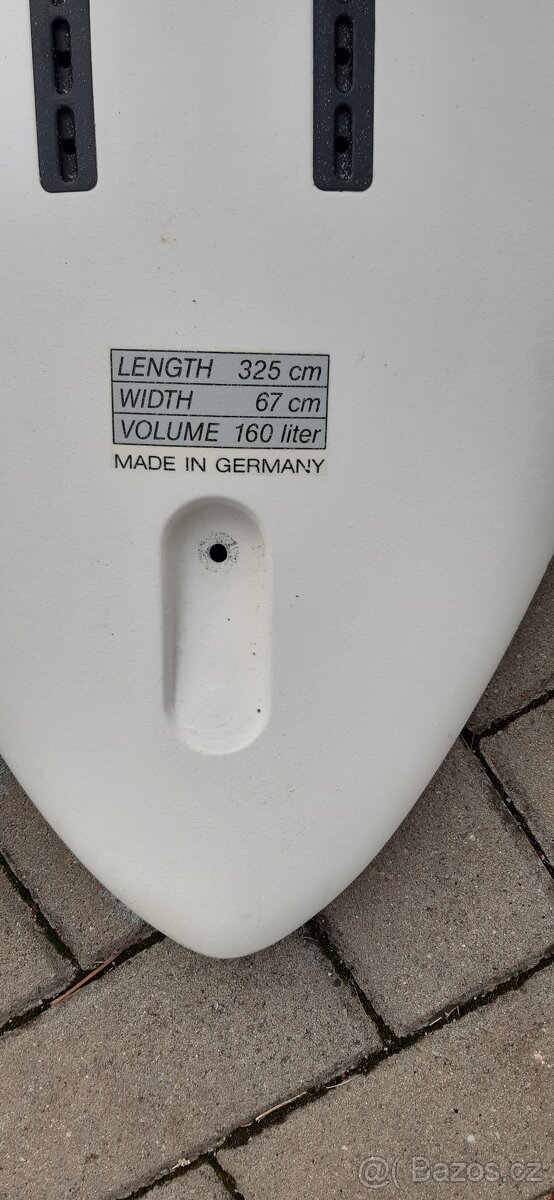 LENGTH 325 cm
WIDTH 67 cm
VOLUME 160 liter
MADE IN GERMANY
@( Bazos.cz